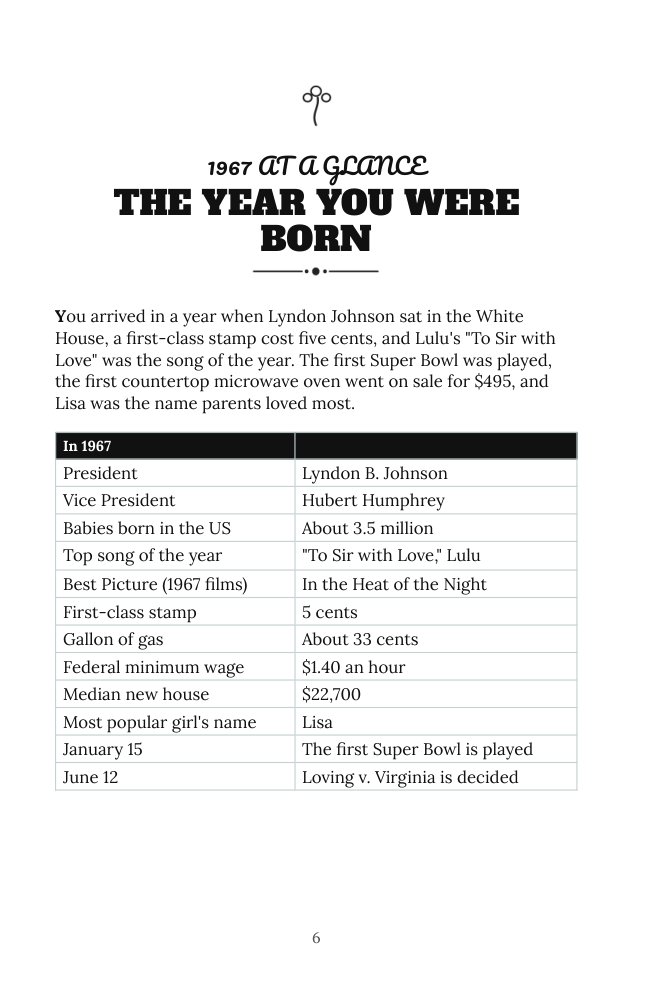 1967 AT A GLANCE
THE YEAR YOU WERE
BORN
You arrived in a year when Lyndon Johnson sat in the White
House, a first-class stamp cost five cents, and Lulu's "To Sir with
Love" was the song of the year. The first Super Bowl was played,
the first countertop microwave oven went on sale for $495, and
Lisa was the name parents loved most.
In 1967
President Lyndon B. Johnson
Vice President Hubert Humphrey
Babies born in the US About 3.5 million
Top song of the year "To Sir with Love," Lulu
Best Picture (1967 films) In the Heat of the Night
First-class stamp 5 cents
Gallon of gas About 33 cents
Federal minimum wage $1.40 an hour
Median new house $22,700
Most popular girl's name Lisa
January 15 The first Super Bowl is played
June 12 Loving v. Virginia is decided
6